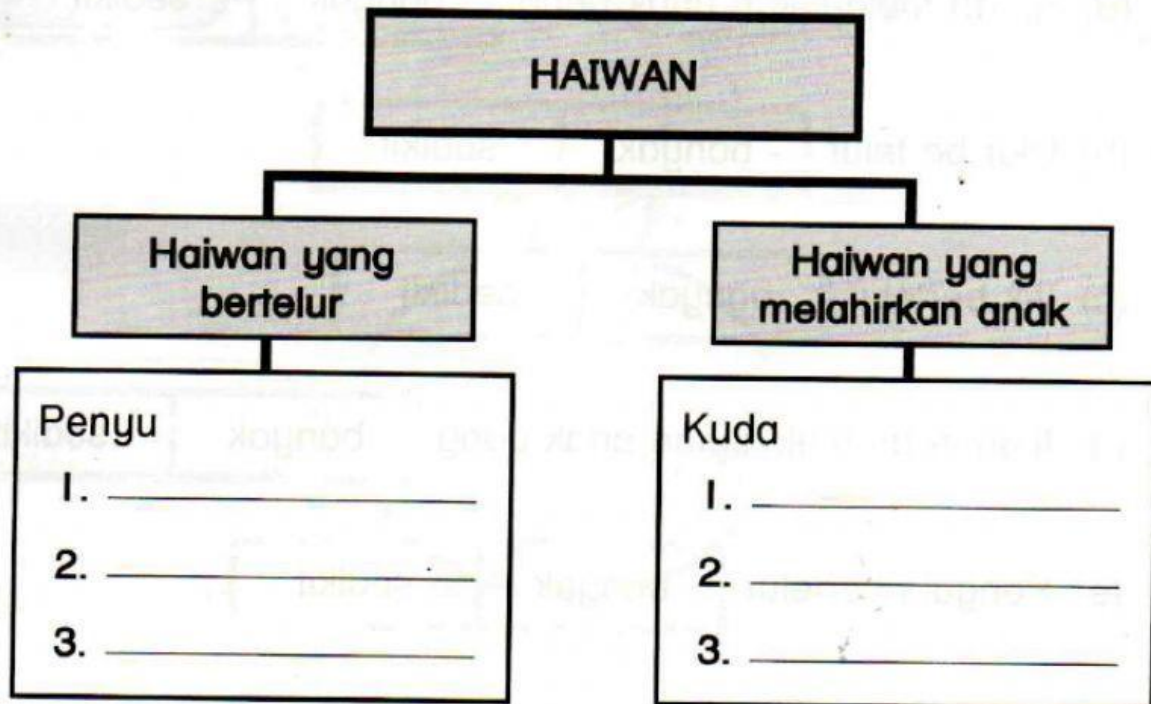 HAIWAN
Haiwan yang
bertelur
Haiwan yang
melahirkan anak
Penyu
1.
2.
3.
Kuda
1.
2.
3.